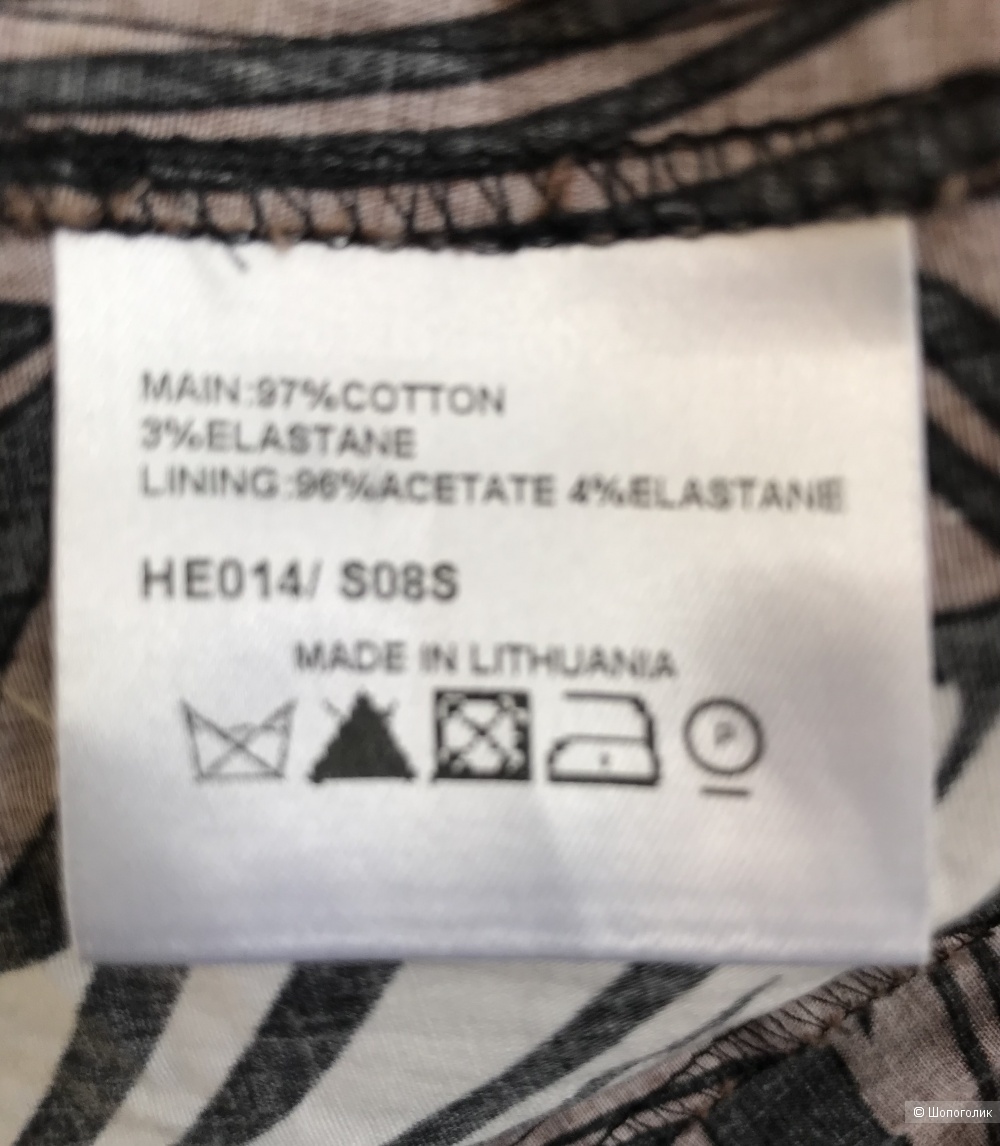 MAIN:97%COTTON
3%ELASTANE
LINING:96%ACETATE 4%ELASTANE
HE014/ S08S
MADE IN LITHUANIA
P
© Шопоголик